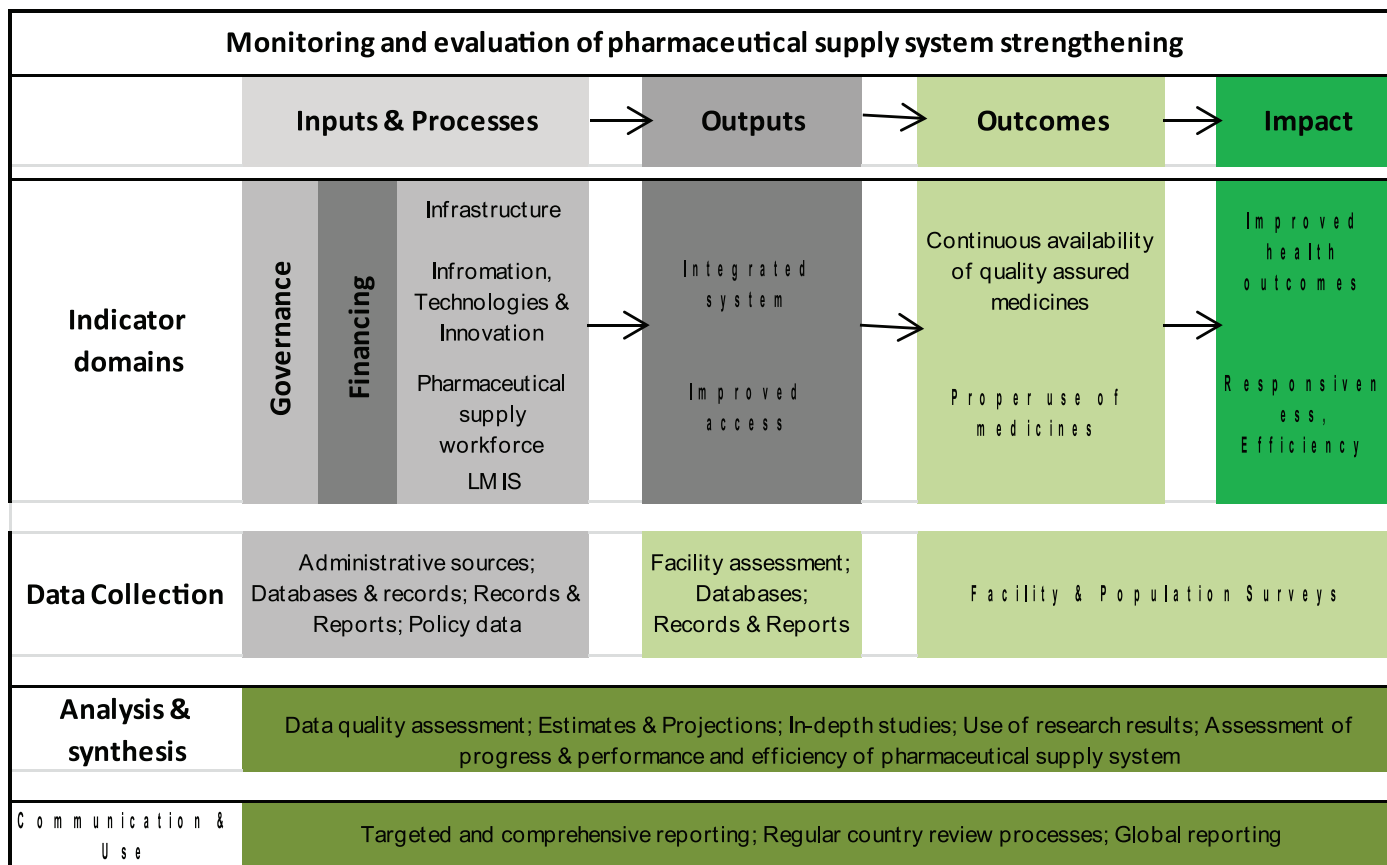 Monitoring and evaluation of pharmaceutical supply system strengthening
Inputs & Processes
Outputs
Outcomes
Impact
Indicator
domains
Governance
Financing
Infrastructure
Infromation,
Technologies &
Innovation
Pharmaceutical
supply
workforce
LMIS
Integrated
system
Improved
access
Continuous availability
of quality assured
medicines
Proper use of
medicines
Improved
health
outcomes
Responsiven
ess,
Efficiency
Data Collection
Administrative sources;
Databases & records; Records &
Reports; Policy data
Facility assessment;
Databases;
Records & Reports
Facility & Population Surveys
Analysis &
synthesis
Data quality assessment; Estimates & Projections; In-depth studies; Use of research results; Assessment of
progress & performance and efficiency of pharmaceutical supply system
Communication &
Use
Targeted and comprehensive reporting; Regular country review processes; Global reporting